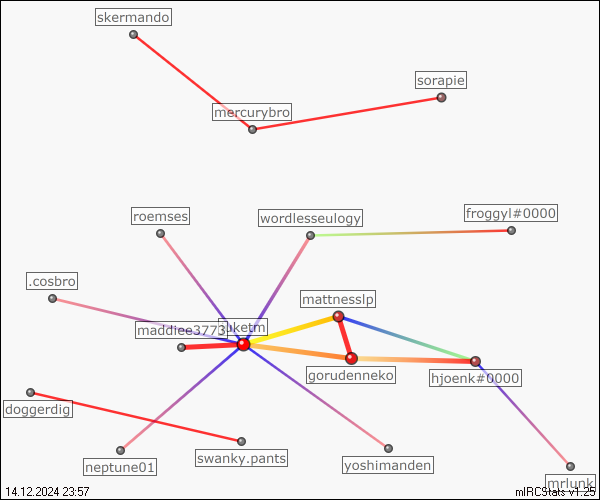 skermando
sorapie
mercurybro
roemses
wordlesseulogy
froggyl#0000
.cosbro
mattnesslp
maddiee3773
gorudenneko
hjoenk#0000
doggerdig
neptune01
swanky.pants
yoshimanden
mrlunk
14.12.2024 23:57
mIRCStats v1.25